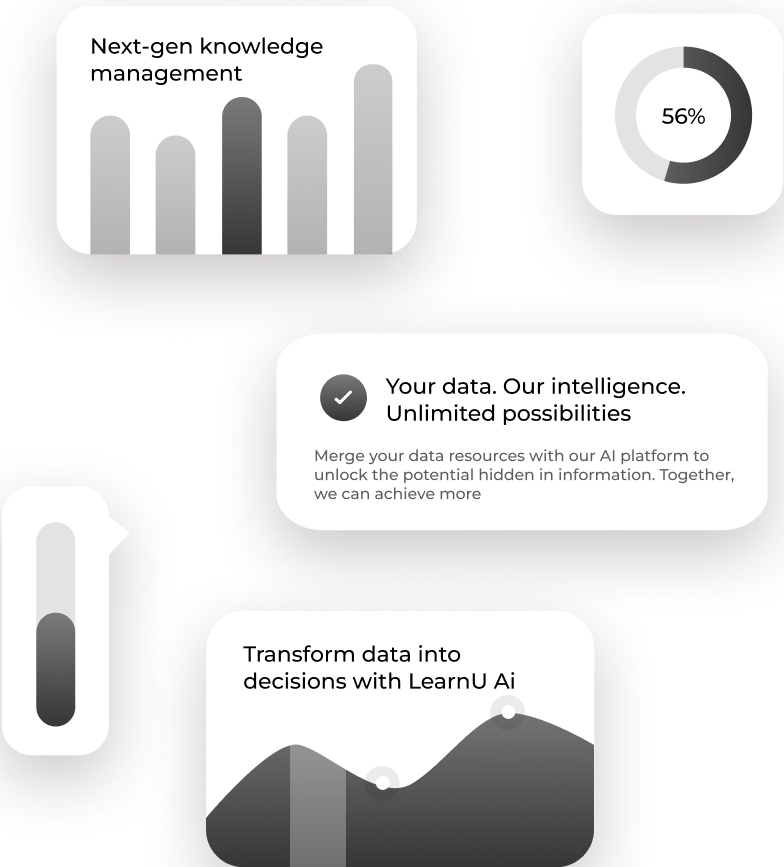 Next-gen knowledge
management
56%
Your data. Our intelligence.
Unlimited possibilities
Merge your data resources with our AI platform to
unlock the potential hidden in information. Together,
we can achieve more
Transform data into
decisions with LearnU Ai